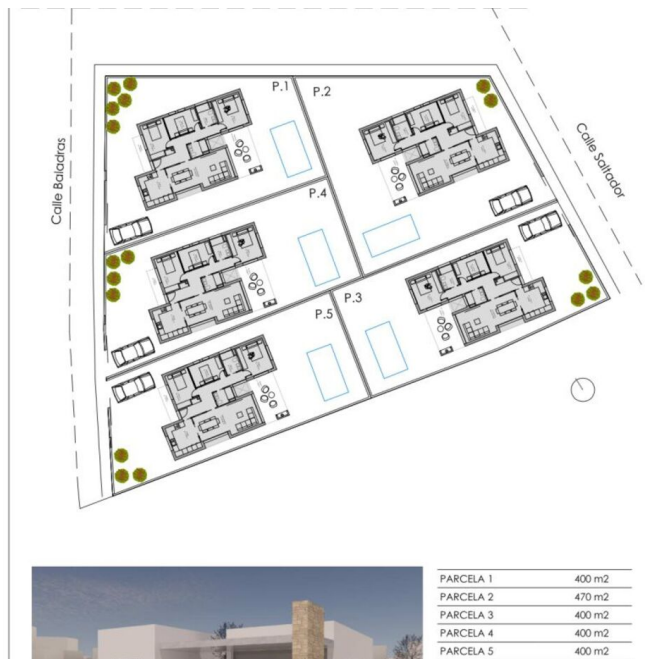 P.1
P.2
Calle Baladras
Calle Saltador
P.4
P.3
P.5
PARCELA 1 400 m2
PARCELA 2 470 m2
PARCELA 3 400 m2
PARCELA 4 400 m2
PARCELA 5 400 m2